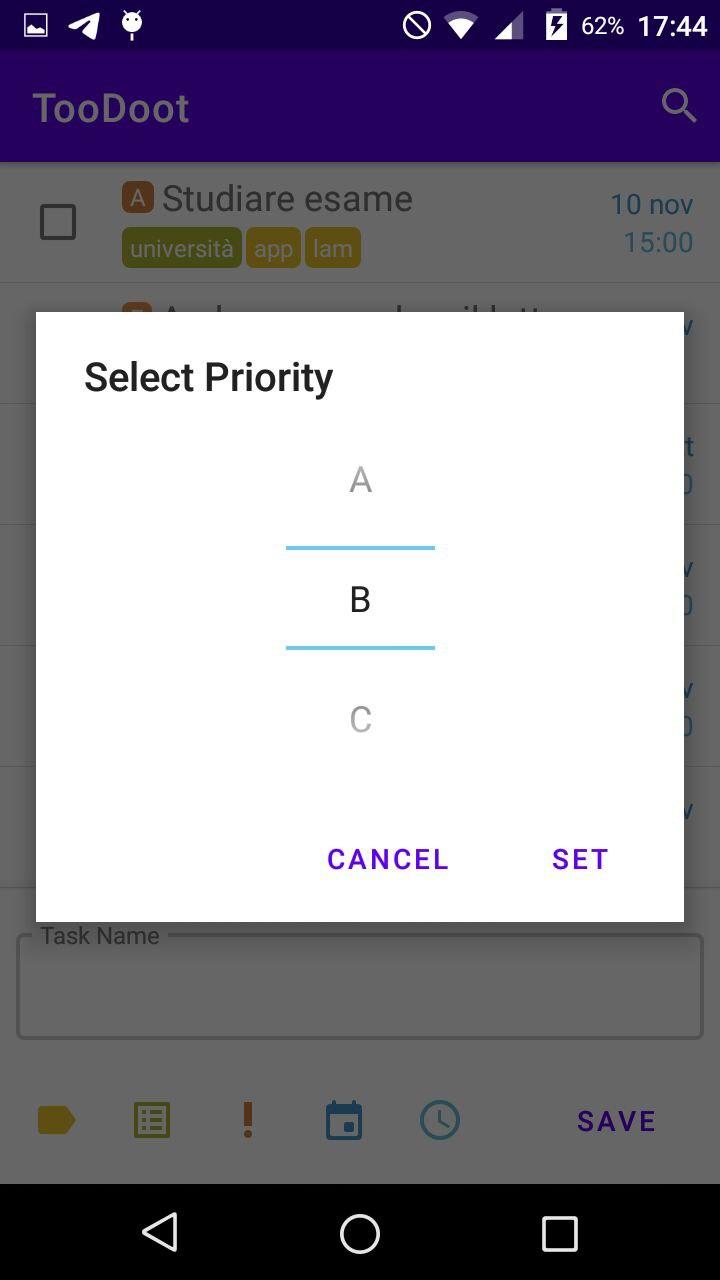 62% 17:44
TooDoot
A Studiare esame
10 nov
università app lam
15:00
Select Priority
A
B
C
CANCEL SET
Task Name
SAVE